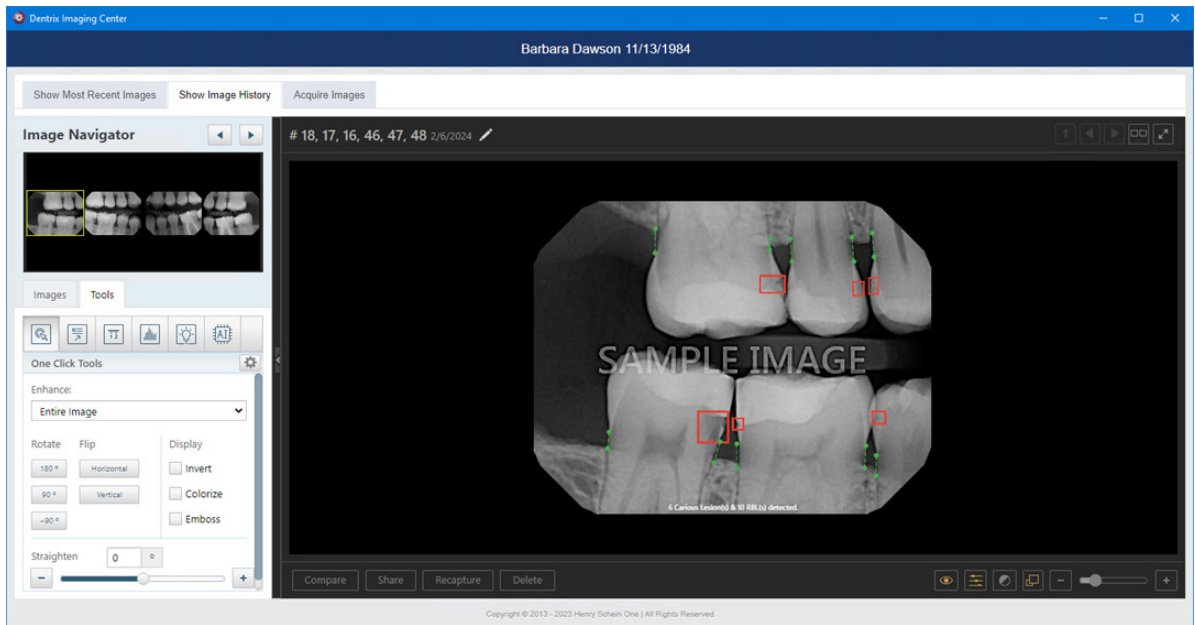 Dentrix Imaging Center
Barbara Dawson 11/13/1984
Show Most Recent Images Show Image History Acquire Images
Image Navigator
# 18, 17, 16, 46, 47, 48 2/6/2024
Images Tools
AI
One Click Tools
Enhance:
Entire Image
Rotate Flip Display
180 º Horizontal Invert
90 º Vertical Colorize
-90 º Emboss
Straighten 0 º
SAMPLE IMAGE
6 Carious Lesion(s) & 10 RBL(s) detected.
Compare Share Recapture Delete
Copyright © 2013 - 2023 Henry Schein One | All Rights Reserved